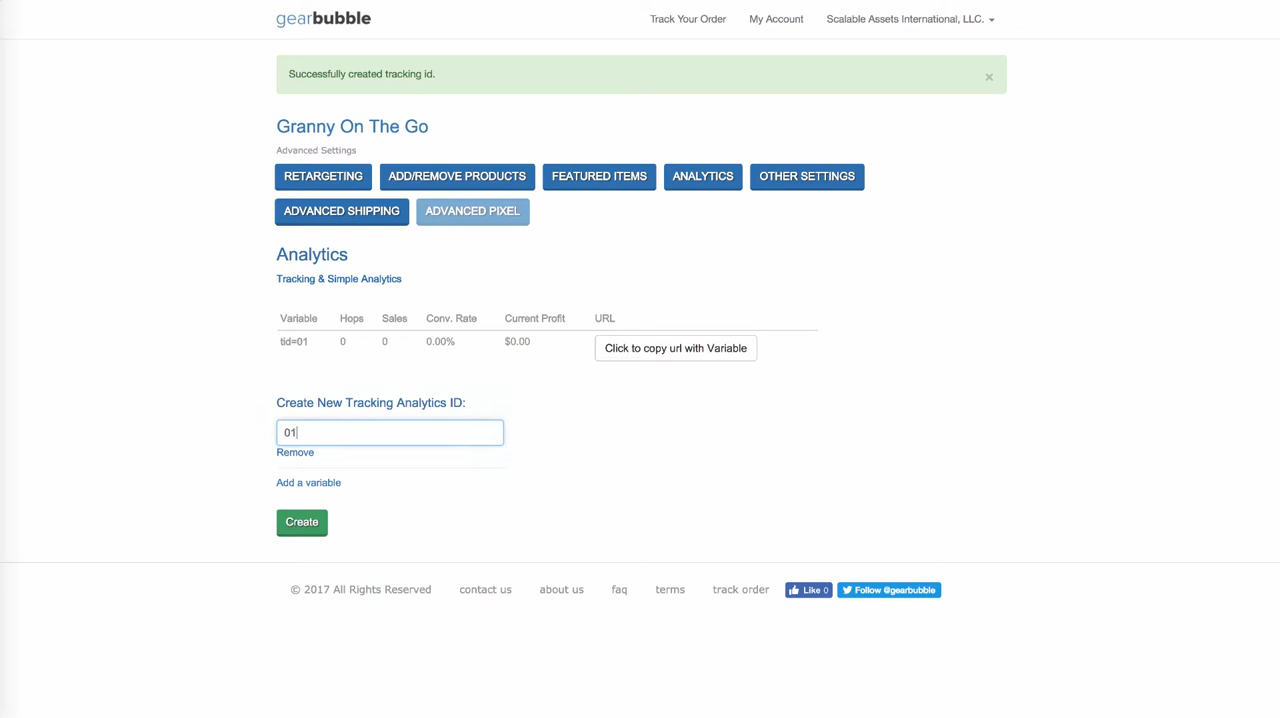 gearbubble
Track Your Order My Account Scalable Assets International, LLC.
Successfully created tracking id. ×
Granny On The Go
Advanced Settings
RETARGETING ADD/REMOVE PRODUCTS FEATURED ITEMS ANALYTICS OTHER SETTINGS
ADVANCED SHIPPING ADVANCED PIXEL
Analytics
Tracking & Simple Analytics
Variable Hops Sales Conv. Rate Current Profit URL
tid=01 0 0 0.00% $0.00 Click to copy url with Variable
Create New Tracking Analytics ID:
01
Remove
Add a variable
Create
© 2017 All Rights Reserved contact us about us faq terms track order Like 0 Follow @gearbubble